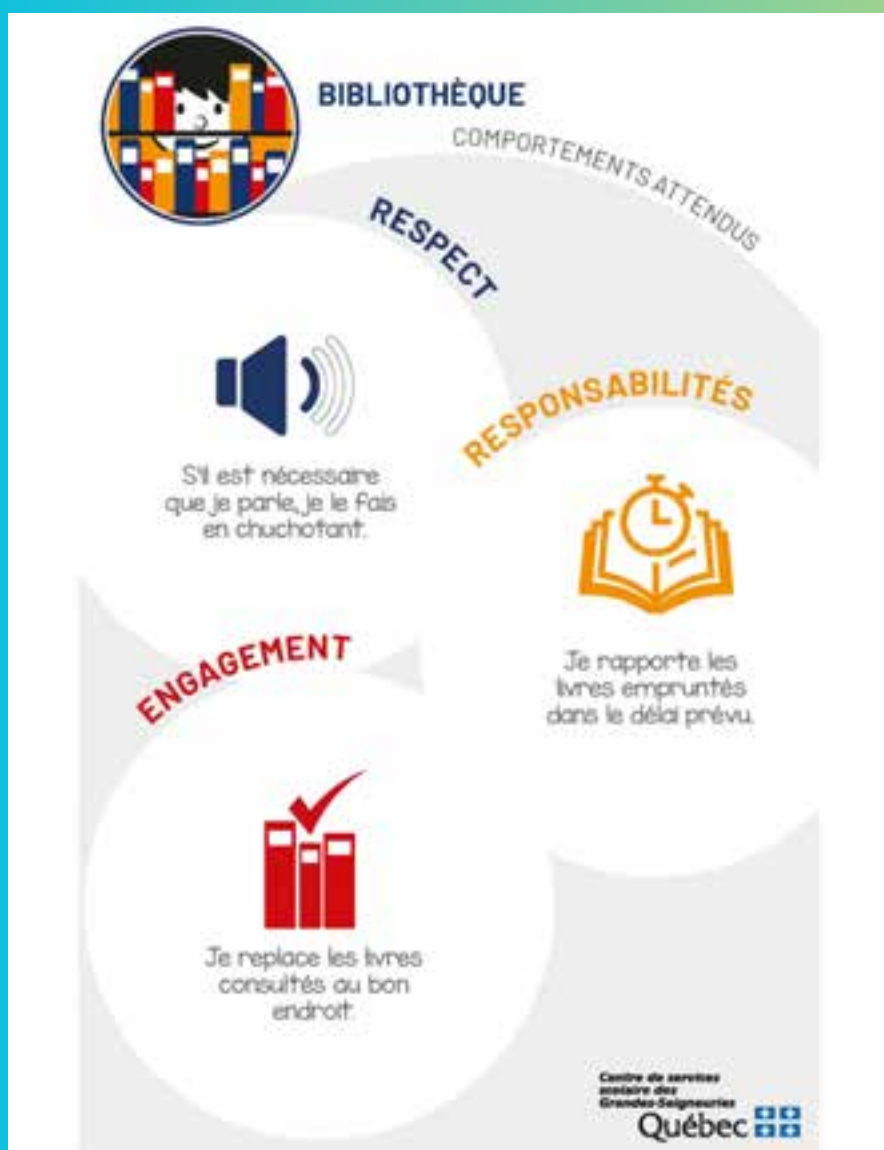 BIBLIOTHÈQUE
COMPORTEMENTS ATTENDUS
RESPECT
S'il est nécessaire
que je parle, je le fais
en chuchotant.
RESPONSABILITÉS
Je rapporte les
livres empruntés
dans le délai prévu.
ENGAGEMENT
Je replace les livres
consultés au bon
endroit.
Centre de services
scolaire des
Grandes-Seigneuries
Québec